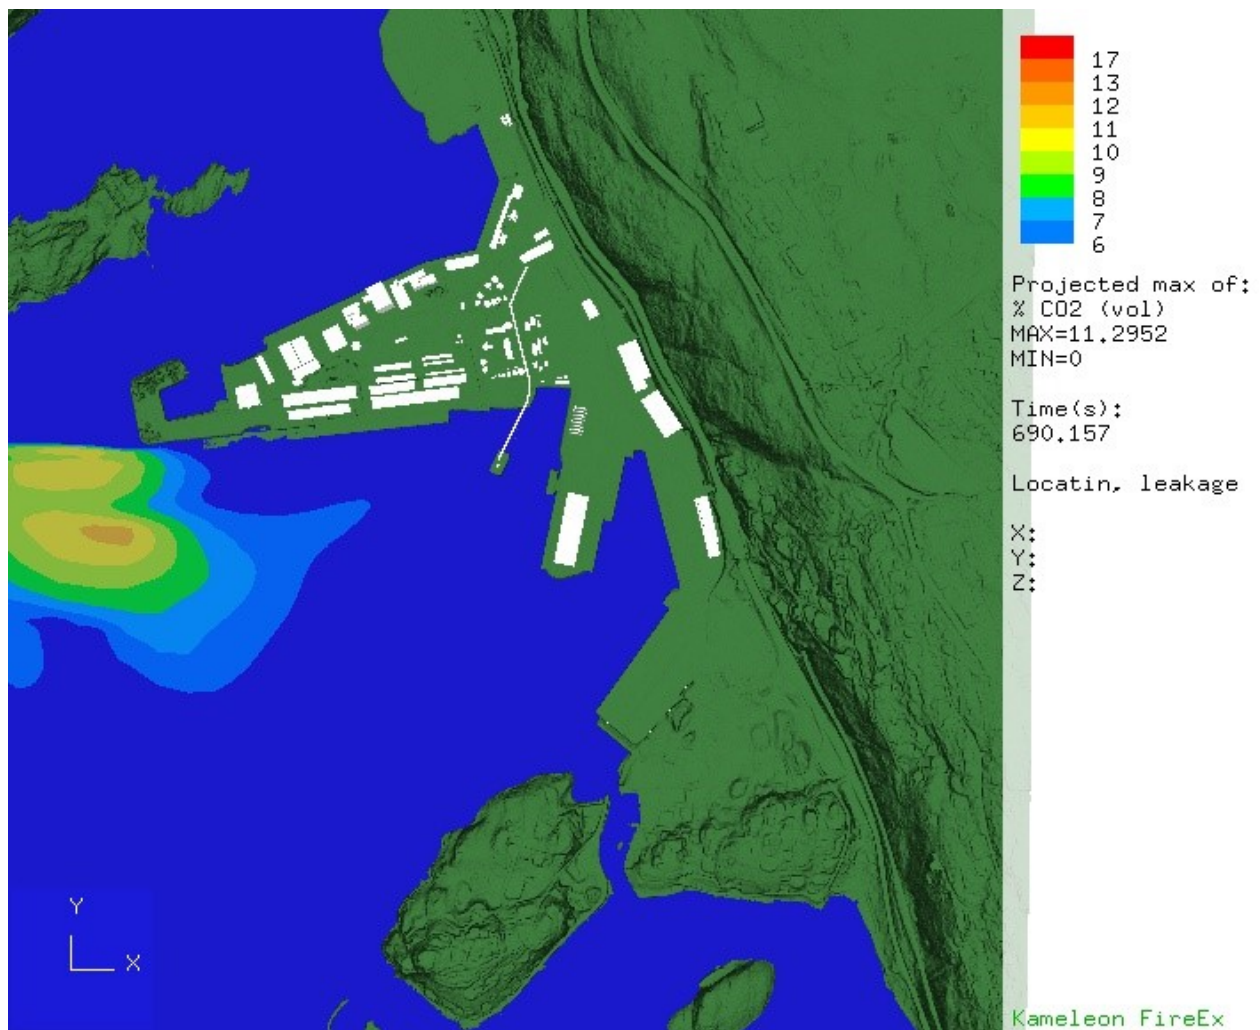 17
13
12
11
10
9
8
7
6
Projected max of:
% CO2 (vol)
MAX=11.2952
MIN=0
Time(s):
690.157
Locatin, leakage
X:
Y:
Z:
Y
X
Kameleon FireEx